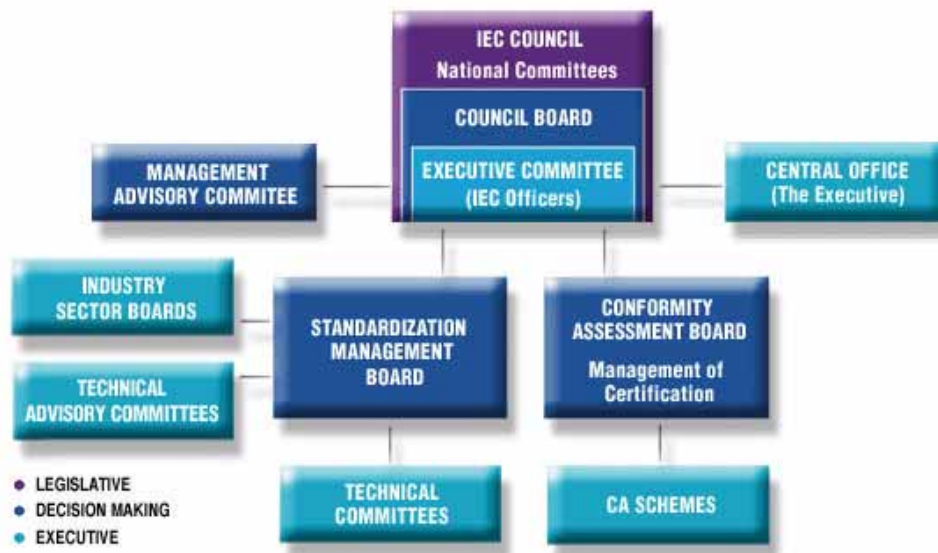 IEC COUNCIL
National Committees
COUNCIL BOARD
EXECUTIVE COMMITTEE
(IEC Officers)
MANAGEMENT
ADVISORY COMMITEE
CENTRAL OFFICE
(The Executive)
INDUSTRY
SECTOR BOARDS
TECHNICAL
ADVISORY COMMITTEES
STANDARDIZATION
MANAGEMENT
BOARD
CONFORMITY
ASSESSMENT BOARD
Management of
Certification
TECHNICAL
COMMITTEES
CA SCHEMES
LEGISLATIVE
DECISION MAKING
EXECUTIVE